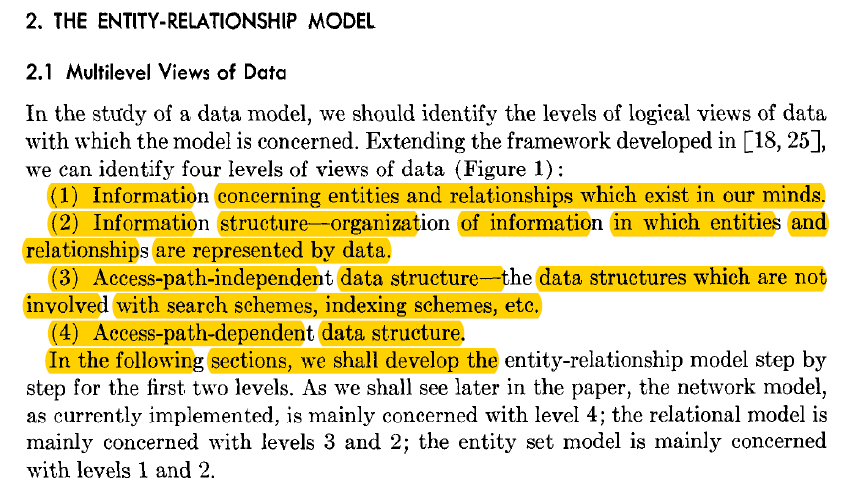 2. THE ENTITY-RELATIONSHIP MODEL
2.1 Multilevel Views of Data
In the study of a data model, we should identify the levels of logical views of data
with which the model is concerned. Extending the framework developed in [18, 25],
we can identify four levels of views of data (Figure 1):
(1) Information concerning entities and relationships which exist in our minds.
(2) Information structure—organization of information in which entities and
relationships are represented by data.
(3) Access-path-independent data structure—the data structures which are not
involved with search schemes, indexing schemes, etc.
(4) Access-path-dependent data structure.
In the following sections, we shall develop the entity-relationship model step by
step for the first two levels. As we shall see later in the paper, the network model,
as currently implemented, is mainly concerned with level 4; the relational model is
mainly concerned with levels 3 and 2; the entity set model is mainly concerned
with levels 1 and 2.